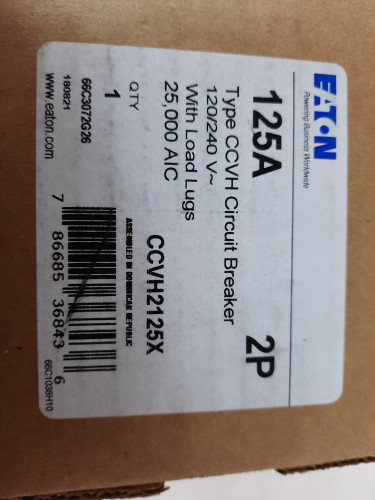 EATON
Powering Business Worldwide
125A 2P
Type CCVH Circuit Breaker
120/240 V~
With Load Lugs
25,000 AIC
QTY
1
CCVH2125X
ASSEMBLED IN DOMINICAN REPUBLIC
66C3072G26
180821
www.eaton.com
7 86685 36843 6
66C1038H10